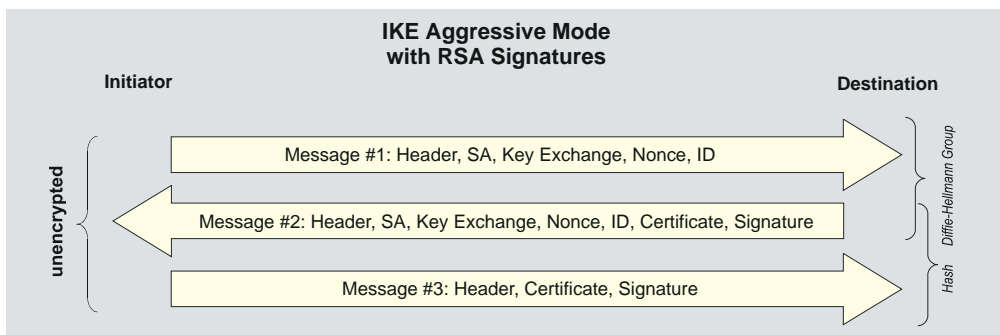 IKE Aggressive Mode
with RSA Signatures
Initiator
Destination
Message #1: Header, SA, Key Exchange, Nonce, ID
Message #2: Header, SA, Key Exchange, Nonce, ID, Certificate, Signature
Message #3: Header, Certificate, Signature
unencrypted
Diffie-Hellmann Group
Hash